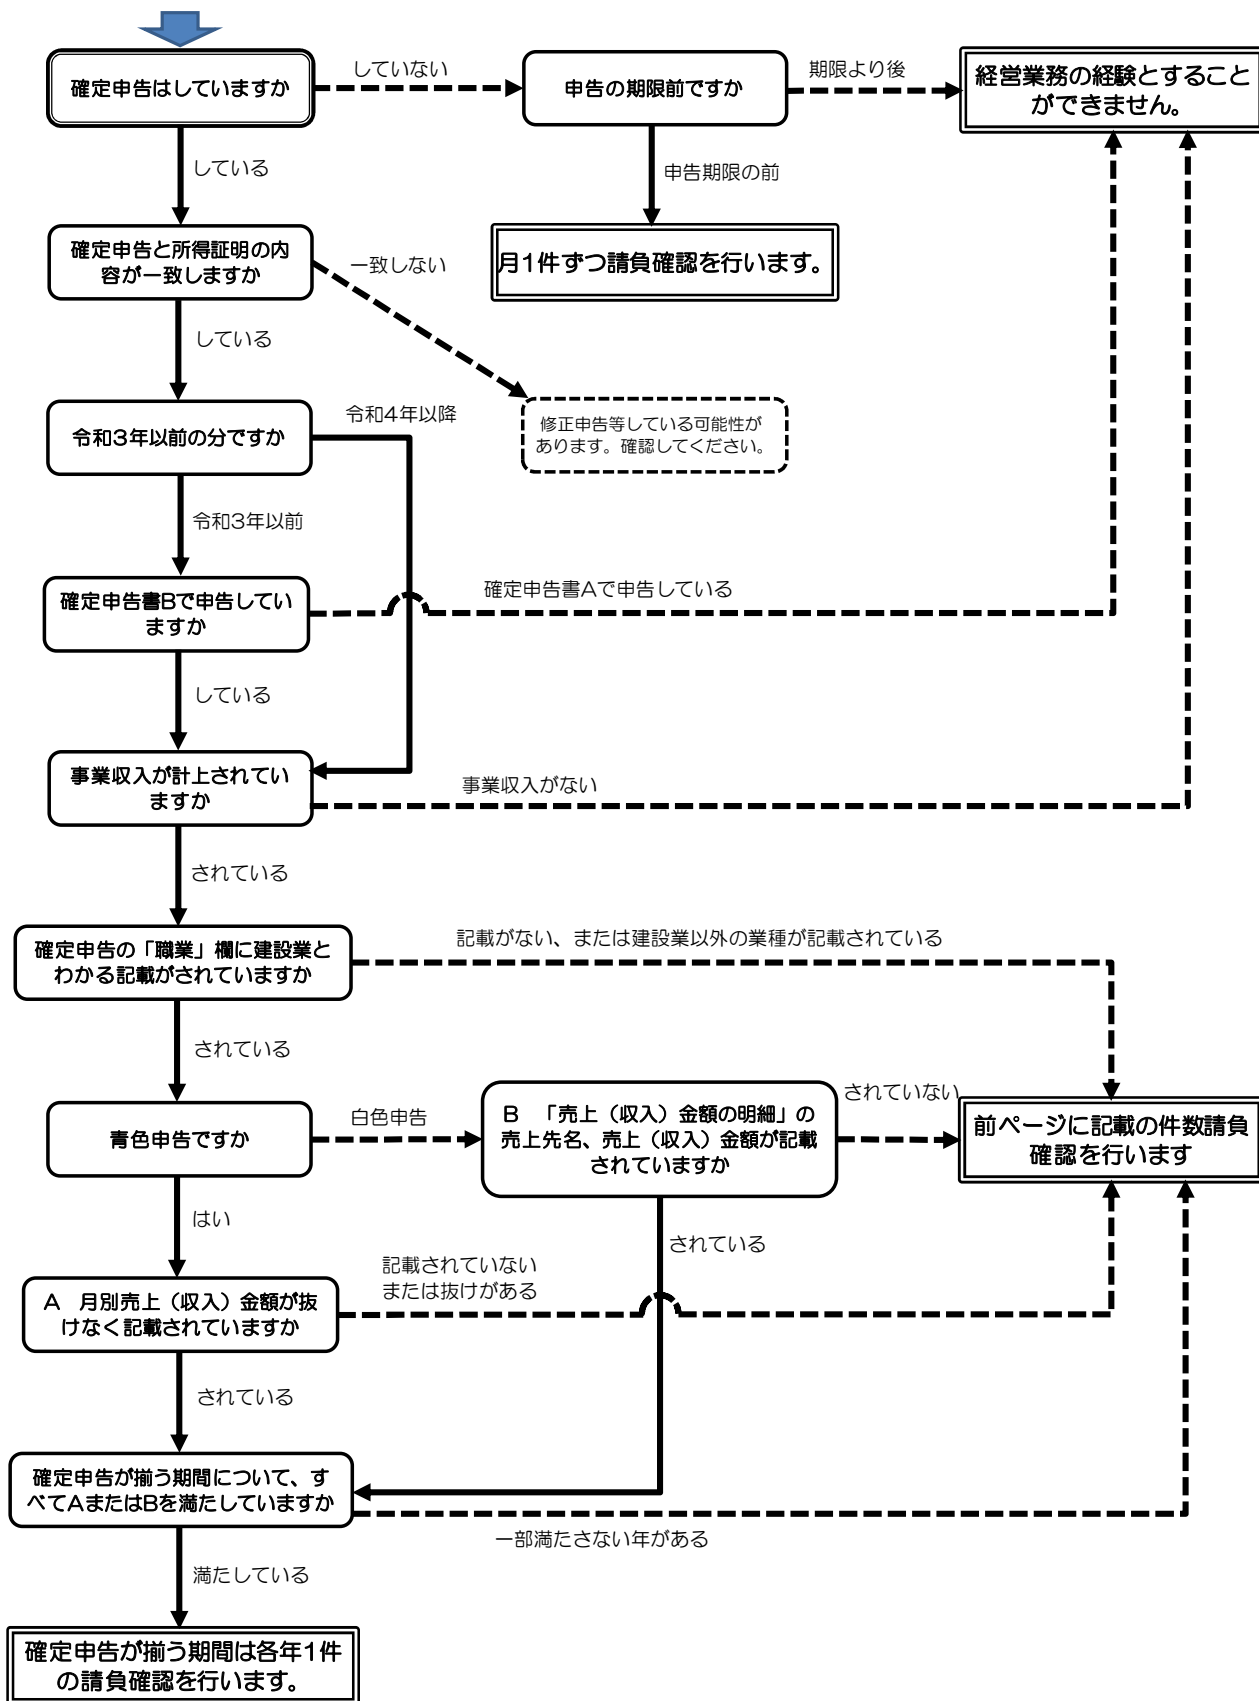 確定申告はしていますか
していない
申告の期限前ですか
期限より後
経営業務の経験とすること
ができません。
している
申告期限の前
確定申告と所得証明の内
容が一致しますか
一致しない
月1件ずつ請負確認を行います。
している
令和3年以前の分ですか
令和4年以降
修正申告等している可能性が
あります。確認してください。
令和3年以前
確定申告書Bで申告してい
ますか
確定申告書Aで申告している
している
事業収入が計上されてい
ますか
事業収入がない
されている
確定申告の「職業」欄に建設業と
わかる記載がされていますか
記載がない、または建設業以外の業種が記載されている
されている
青色申告ですか
白色申告
B　「売上（収入）金額の明細」の
売上先名、売上（収入）金額が記載
されていますか
されていない
前ページに記載の件数請負
確認を行います
はい
されている
記載されていない
または抜けがある
A　月別売上（収入）金額が抜
けなく記載されていますか
されている
確定申告が揃う期間について、す
べてAまたはBを満たしていますか
一部満たさない年がある
満たしている
確定申告が揃う期間は各年1件
の請負確認を行います。